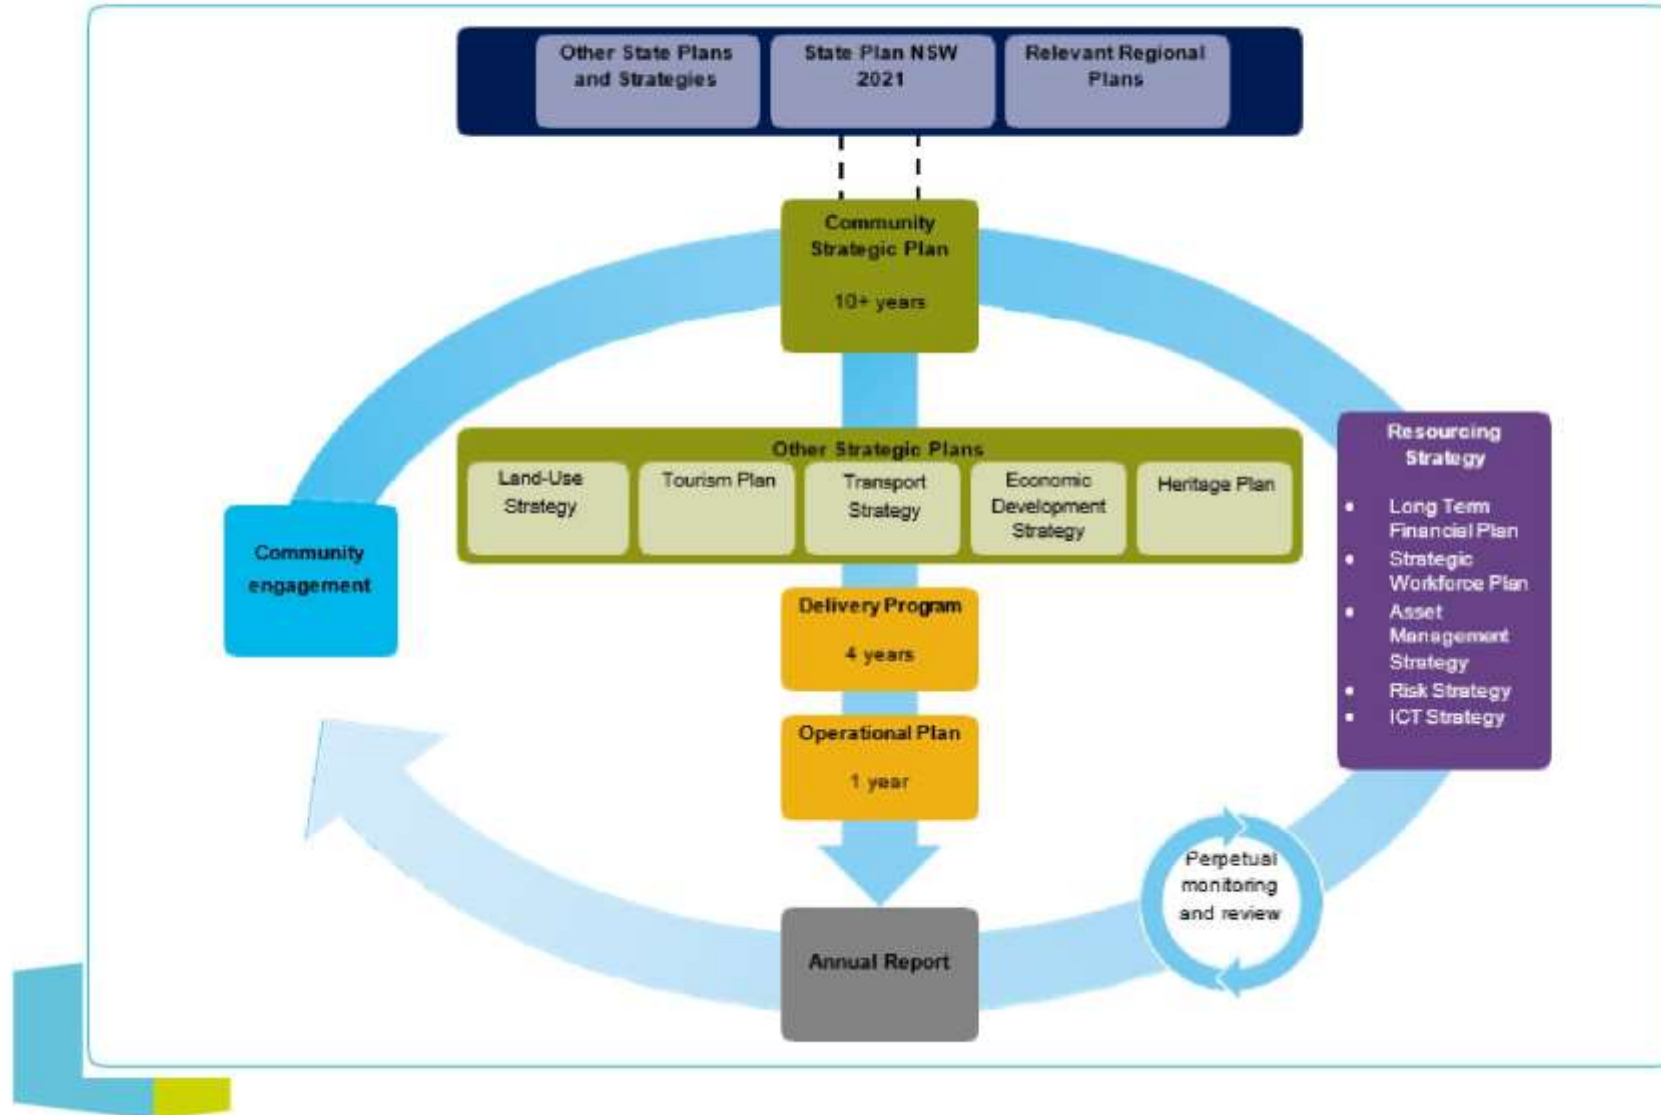 Other State Plans
and Strategies
State Plan NSW
2021
Relevant Regional
Plans
Community
Strategic Plan
10+ years
Other Strategic Plans
Land-Use
Strategy
Tourism Plan
Transport
Strategy
Economic
Development
Strategy
Heritage Plan
Resourcing
Strategy
• Long Term
Financial Plan
• Strategic
Workforce Plan
• Asset
Management
Strategy
• Risk Strategy
• ICT Strategy
Community
engagement
Delivery Program
4 years
Operational Plan
1 year
Perpetual
monitoring
and review
Annual Report